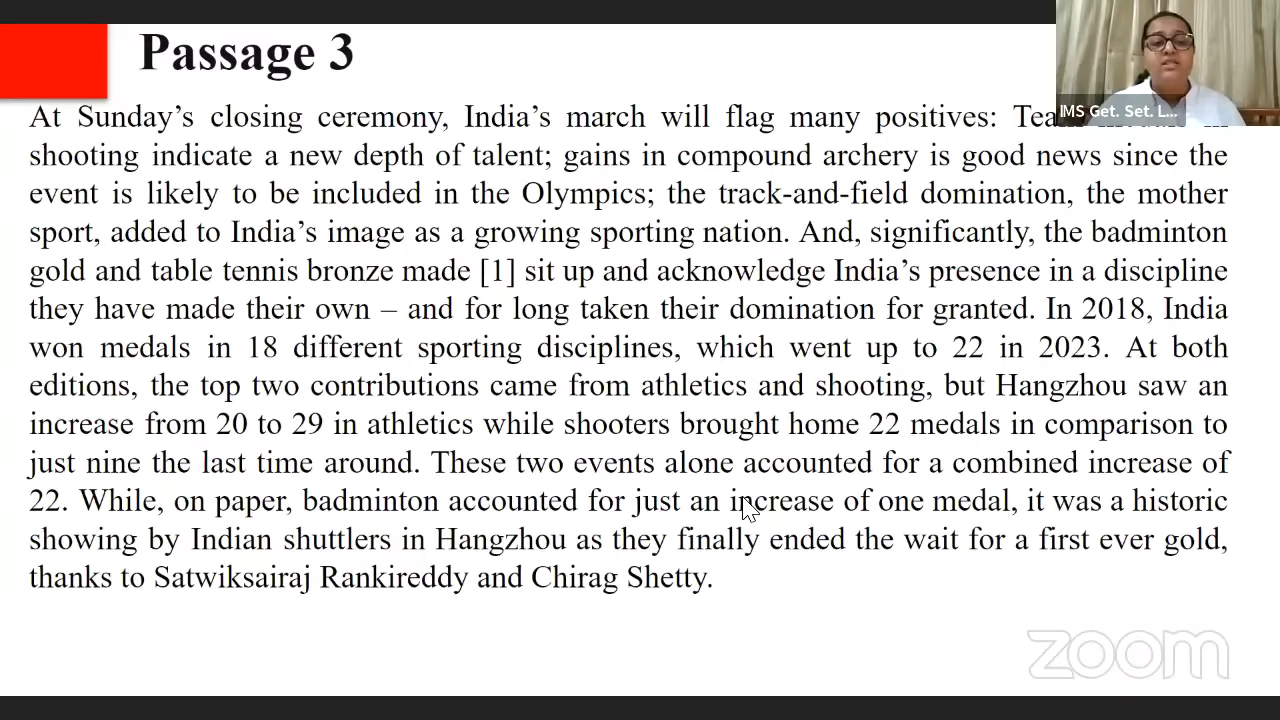 Passage 3
IMS Get. Set. L...
At Sunday's closing ceremony, India's march will flag many positives: in
shooting indicate a new depth of talent; gains in compound archery is good news since the
event is likely to be included in the Olympics; the track-and-field domination, the mother
sport, added to India's image as a growing sporting nation. And, significantly, the badminton
gold and table tennis bronze made [1] sit up and acknowledge India's presence in a discipline
they have made their own – and for long taken their domination for granted. In 2018, India
won medals in 18 different sporting disciplines, which went up to 22 in 2023. At both
editions, the top two contributions came from athletics and shooting, but Hangzhou saw an
increase from 20 to 29 in athletics while shooters brought home 22 medals in comparison to
just nine the last time around. These two events alone accounted for a combined increase of
22. While, on paper, badminton accounted for just an increase of one medal, it was a historic
showing by Indian shuttlers in Hangzhou as they finally ended the wait for a first ever gold,
thanks to Satwiksairaj Rankireddy and Chirag Shetty.
zoom